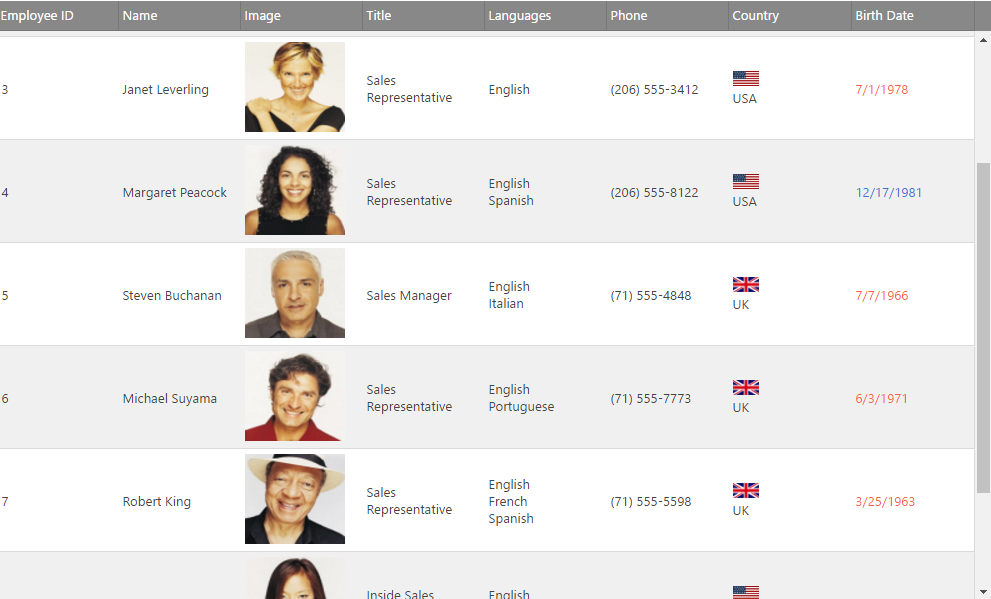 Employee ID Name Image Title Languages Phone Country Birth Date
3 Janet Leverling Sales Representative English (206) 555-3412 USA 7/1/1978
4 Margaret Peacock Sales Representative English Spanish (206) 555-8122 USA 12/17/1981
5 Steven Buchanan Sales Manager English Italian (71) 555-4848 UK 7/7/1966
6 Michael Suyama Sales Representative English Portuguese (71) 555-7773 UK 6/3/1971
7 Robert King Sales Representative English French Spanish (71) 555-5598 UK 3/25/1963
Inside Sales English